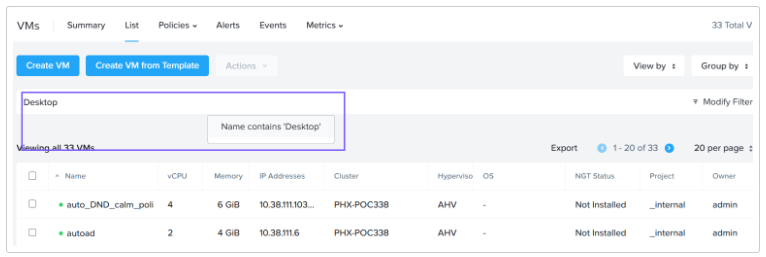 VMs Summary List Policies Alerts Events Metrics 33 Total V
Create VM Create VM from Template Actions View by Group by
Desktop Modify Filter
Name contains 'Desktop'
Viewing all 33 VMs Export 1 - 20 of 33 20 per page
Name vCPU Memory IP Addresses Cluster Hyperviso OS NGT Status Project Owner
auto_DND_calm_poli 4 6 GiB 10.38.111.103... PHX-POC338 AHV - Not Installed _internal admin
autoad 2 4 GiB 10.38.111.6 PHX-POC338 AHV - Not Installed _internal admin